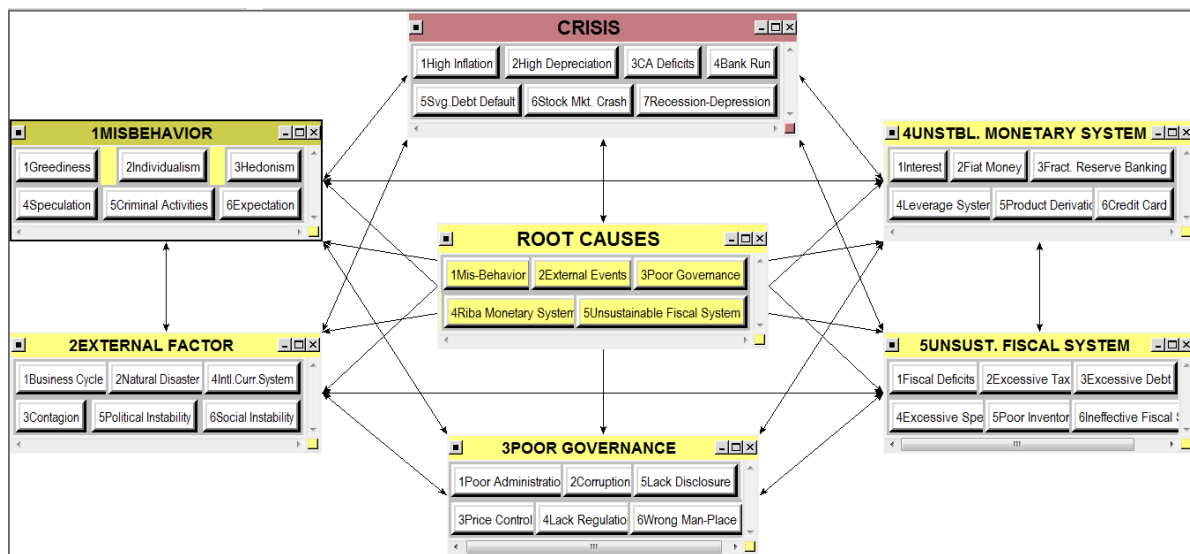 CRISIS
1High Inflation 2High Depreciation 3CA Deficits 4Bank Run
5Svg.Debt Default 6Stock Mkt. Crash 7Recession-Depression
1MISBEHAVIOR
1Greediness 2Individualism 3Hedonism
4Speculation 5Criminal Activities 6Expectation
4UNSTBL. MONETARY SYSTEM
1Interest 2Fiat Money 3Fract. Reserve Banking
4Leverage System 5Product Derivatio 6Credit Card
ROOT CAUSES
1Mis-Behavior 2External Events 3Poor Governance
4Riba Monetary System 5Unsustainable Fiscal System
2EXTERNAL FACTOR
1Business Cycle 2Natural Disaster 4Intl.Curr.System
3Contagion 5Political Instability 6Social Instability
5UNSUST. FISCAL SYSTEM
1Fiscal Deficits 2Excessive Tax 3Excessive Debt
4Excessive Spe 5Poor Inventor 6Ineffective Fiscal S
3POOR GOVERNANCE
1Poor Administratio 2Corruption 5Lack Disclosure
3Price Control 4Lack Regulatio 6Wrong Man-Place